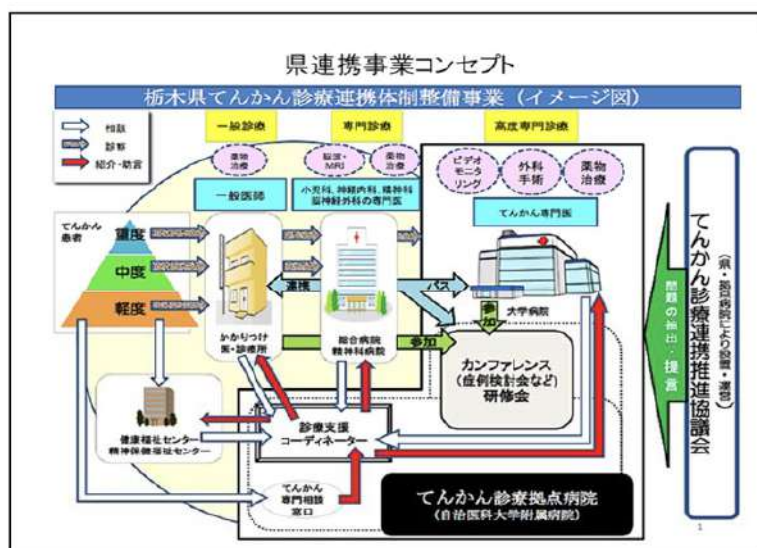 県連携事業コンセプト
栃木県てんかん診療連携体制整備事業（イメージ図）
相談
診察
紹介・助言
一般診療
専門診療
高度専門診療
薬物
治療
脳波・
MRI
薬物
治療
ビデオ
モニタ
リング
外科
手術
薬物
治療
一般医師
小児科、神経内科、精神科
脳神経外科の専門医
てんかん専門医
てんかん
患者
重度
中度
軽度
連携
パス
かかりつけ
医・診療所
総合病院
精神科病院
大学病院
参加
参加
カンファレンス
(症例検討会など)
研修会
健康福祉センター
精神保健福祉センター
診療支援
コーディネーター
てんかん
専門相談
窓口
てんかん診療拠点病院
(自治医科大学附属病院)
問題の抽出・提言
てんかん診療連携推進協議会
（県・拠点病院により設置・運営）
1